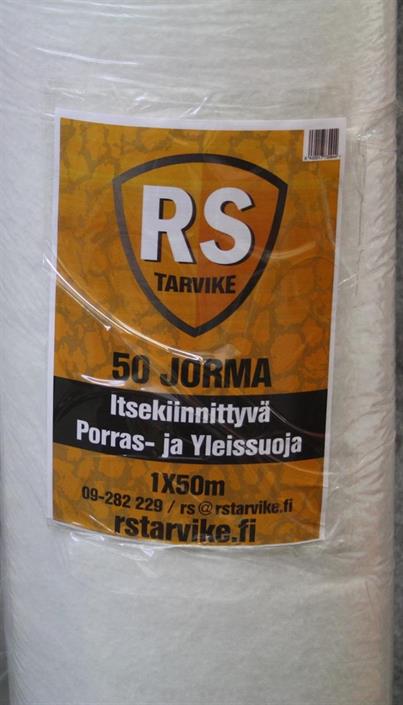 RS
TARVIKE
50 JORMA
Itsekiinnittyvä
Porras- ja Yleissuoja
1X50m
09-282 229 / rs@rstarvike.fi
rstarvike.fi